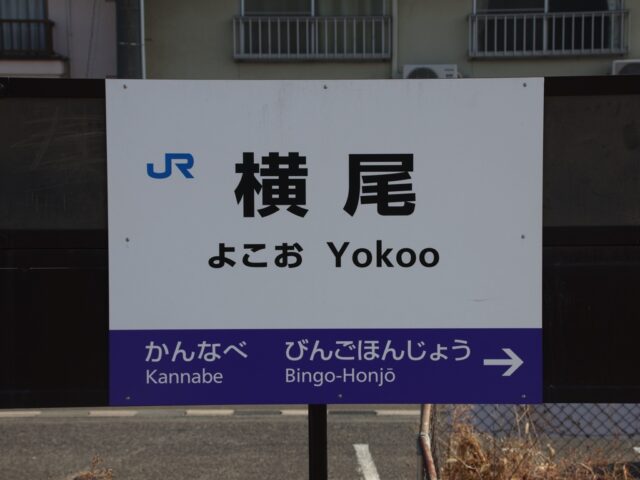 JR
横尾
よこお Yokoo
かんなべ びんごほんじょう →
Kannabe Bingo-Honjō